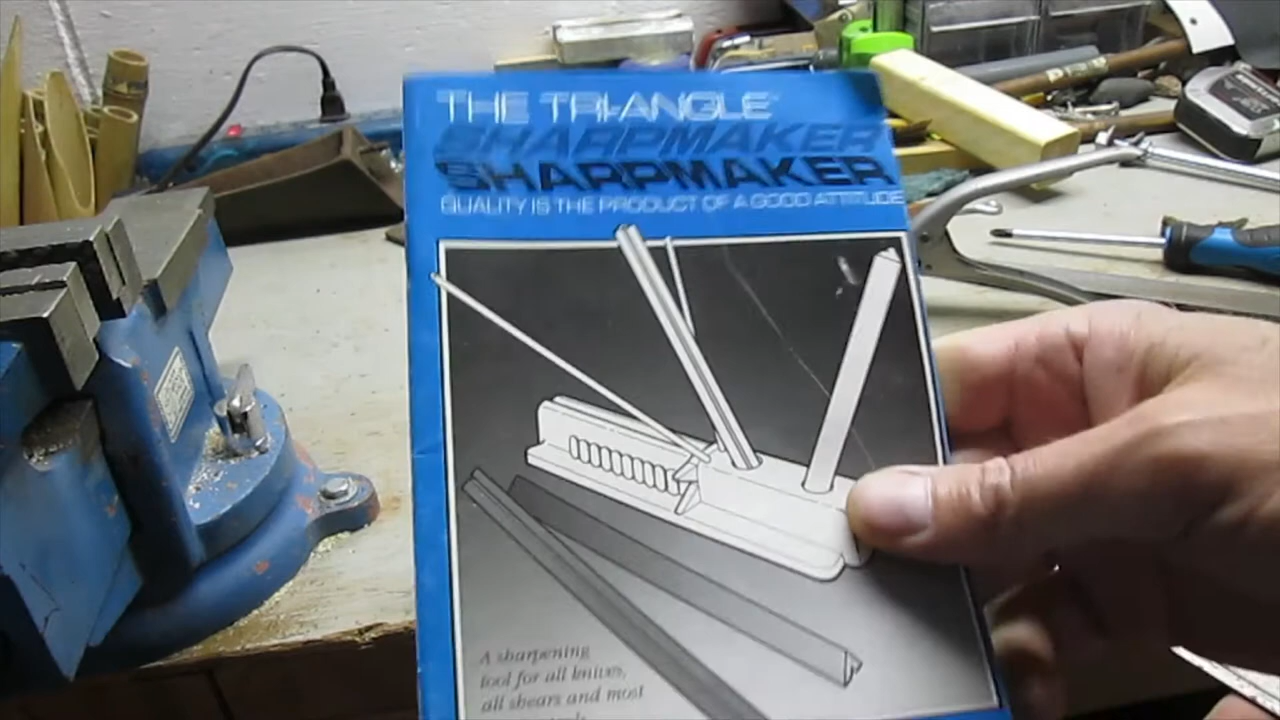 THE TRI-ANGLE
SHARPMAKER
SHARPMAKER
QUALITY IS THE PRODUCT OF A GOOD ATTITUDE
A sharpening
tool for all knives,
all shears and most